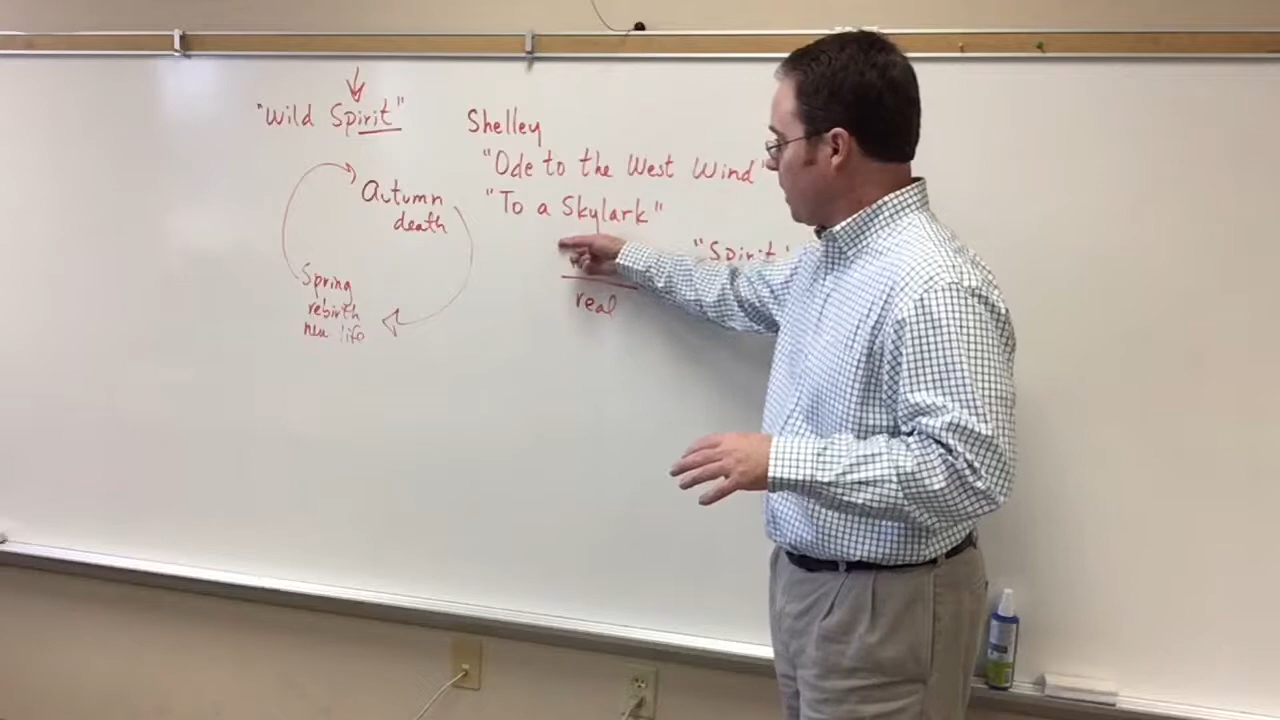 "Wild Spirit"
Autumn
death
Spring
rebirth
new life
Shelley
"Ode to the West Wind"
"To a Skylark"
"Spirit"
real